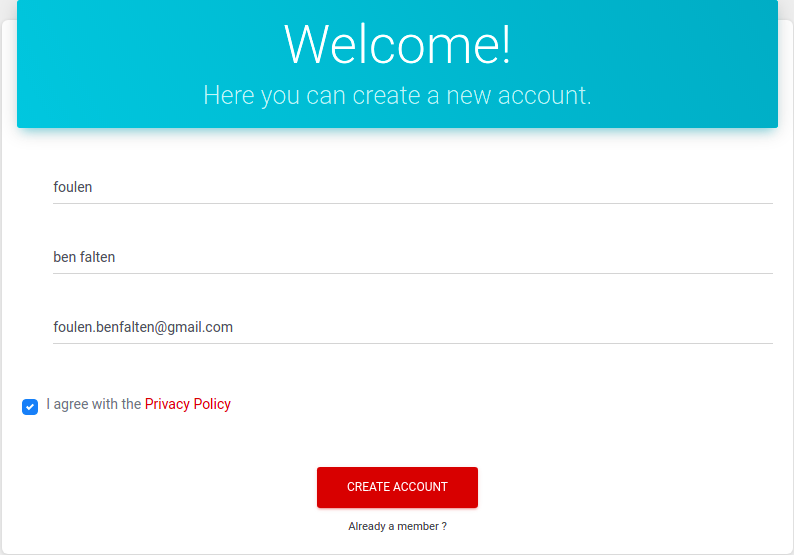 Welcome!
Here you can create a new account.
foulen
ben falten
foulen.benfalten@gmail.com
I agree with the Privacy Policy
CREATE ACCOUNT
Already a member ?